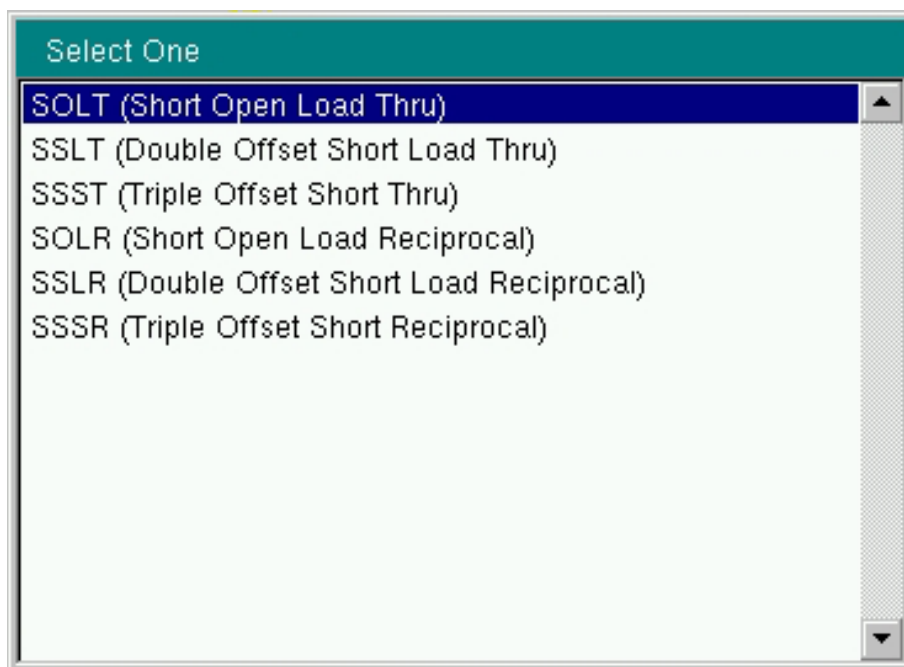 Select One
SOLT (Short Open Load Thru)
SSLT (Double Offset Short Load Thru)
SSST (Triple Offset Short Thru)
SOLR (Short Open Load Reciprocal)
SSLR (Double Offset Short Load Reciprocal)
SSSR (Triple Offset Short Reciprocal)